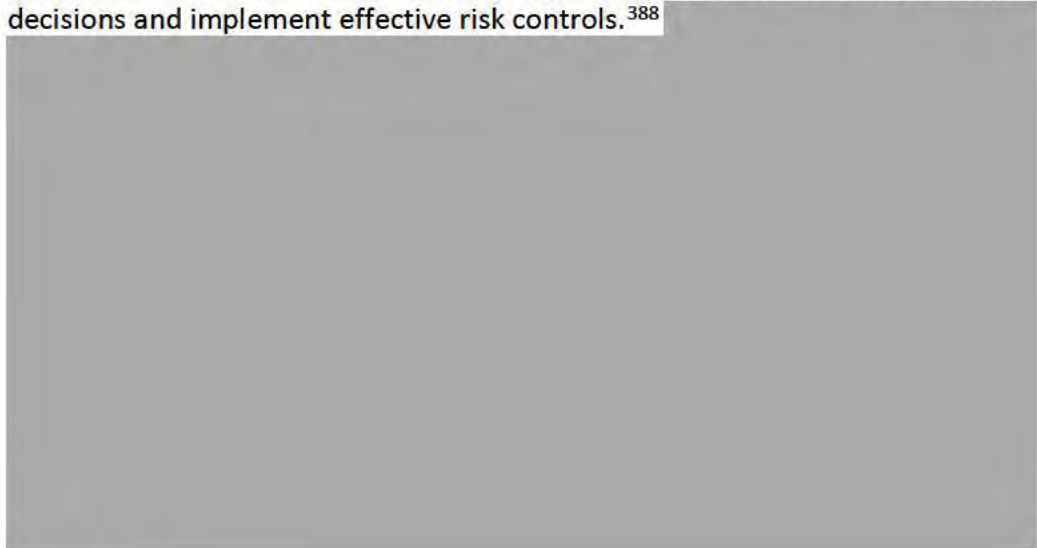 decisions and implement effective risk controls.³⁸⁸